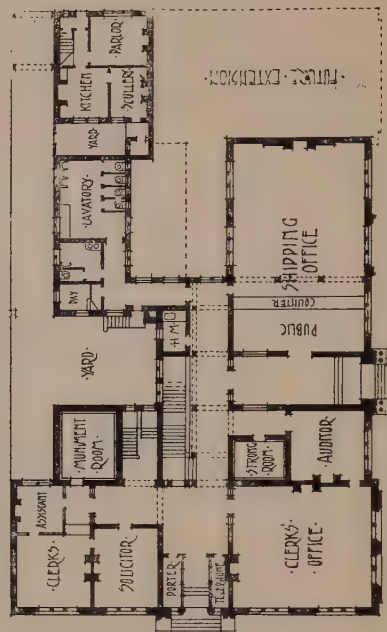 ·PARLOR·
KITCHEN
SCULLERY
·FUTURE·EXTENSION·
·YARD·
·LAVATORY·
SHIPPING
OFFICE
COUNTER
PUBLIC
PAY
H.M.
·YARD·
·MUNIMENT
ROOM·
·STRONG
ROOM·
·AUDITOR·
ASSISTANT
·CLERKS·
SOLICITOR
PORTER
TELEPHONE
·CLERKS·
·OFFICE·